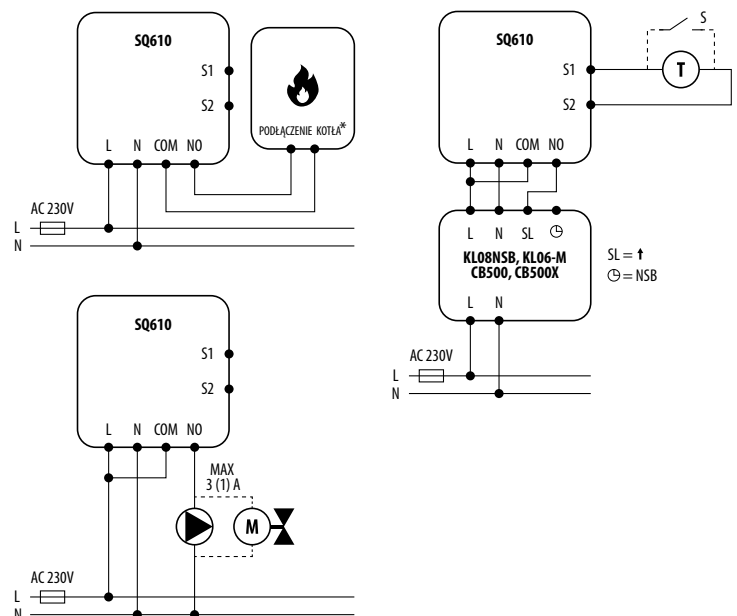 SQ610
S1
S2
L N COM NO
PODŁĄCZENIE KOTŁA*
AC 230V
L
N
SQ610
S1
S2
L N COM NO
S
T
L N SL
KL08NSB, KL06-M
CB500, CB500X
L N
SL =
= NSB
AC 230V
L
N
SQ610
S1
S2
L N COM NO
MAX
3 (1) A
M
AC 230V
L
N